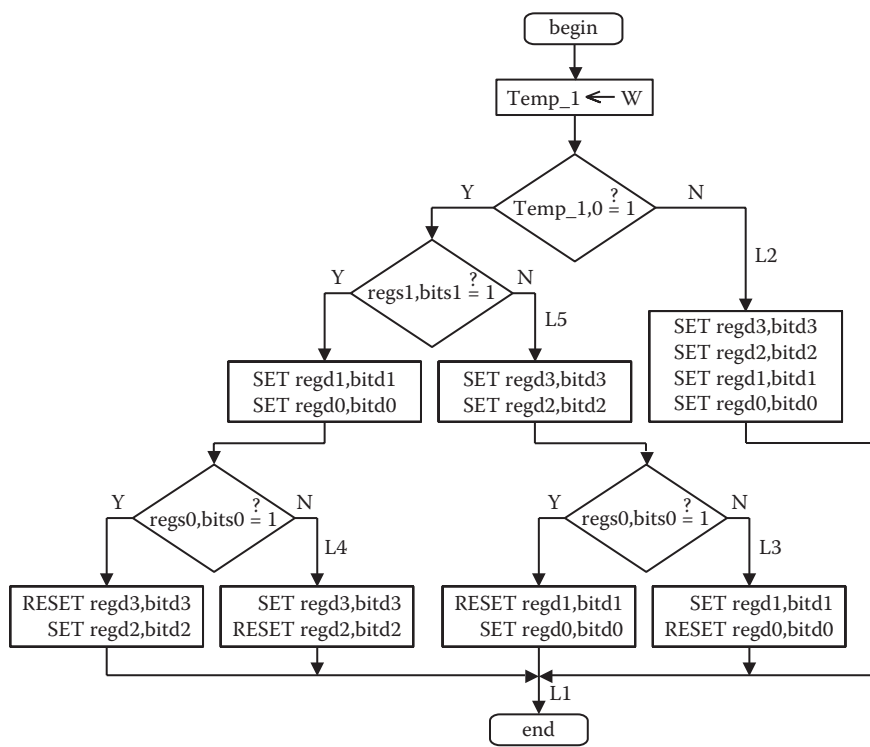 begin
Temp_1 ← W
Temp_1,0 ≟ 1
Y
N
L2
regs1,bits1 ≟ 1
Y
N
L5
SET regd3,bitd3
SET regd2,bitd2
SET regd1,bitd1
SET regd0,bitd0
SET regd1,bitd1
SET regd0,bitd0
SET regd3,bitd3
SET regd2,bitd2
regs0,bits0 ≟ 1
Y
N
L4
regs0,bits0 ≟ 1
Y
N
L3
RESET regd3,bitd3
SET regd2,bitd2
SET regd3,bitd3
RESET regd2,bitd2
RESET regd1,bitd1
SET regd0,bitd0
SET regd1,bitd1
RESET regd0,bitd0
L1
end